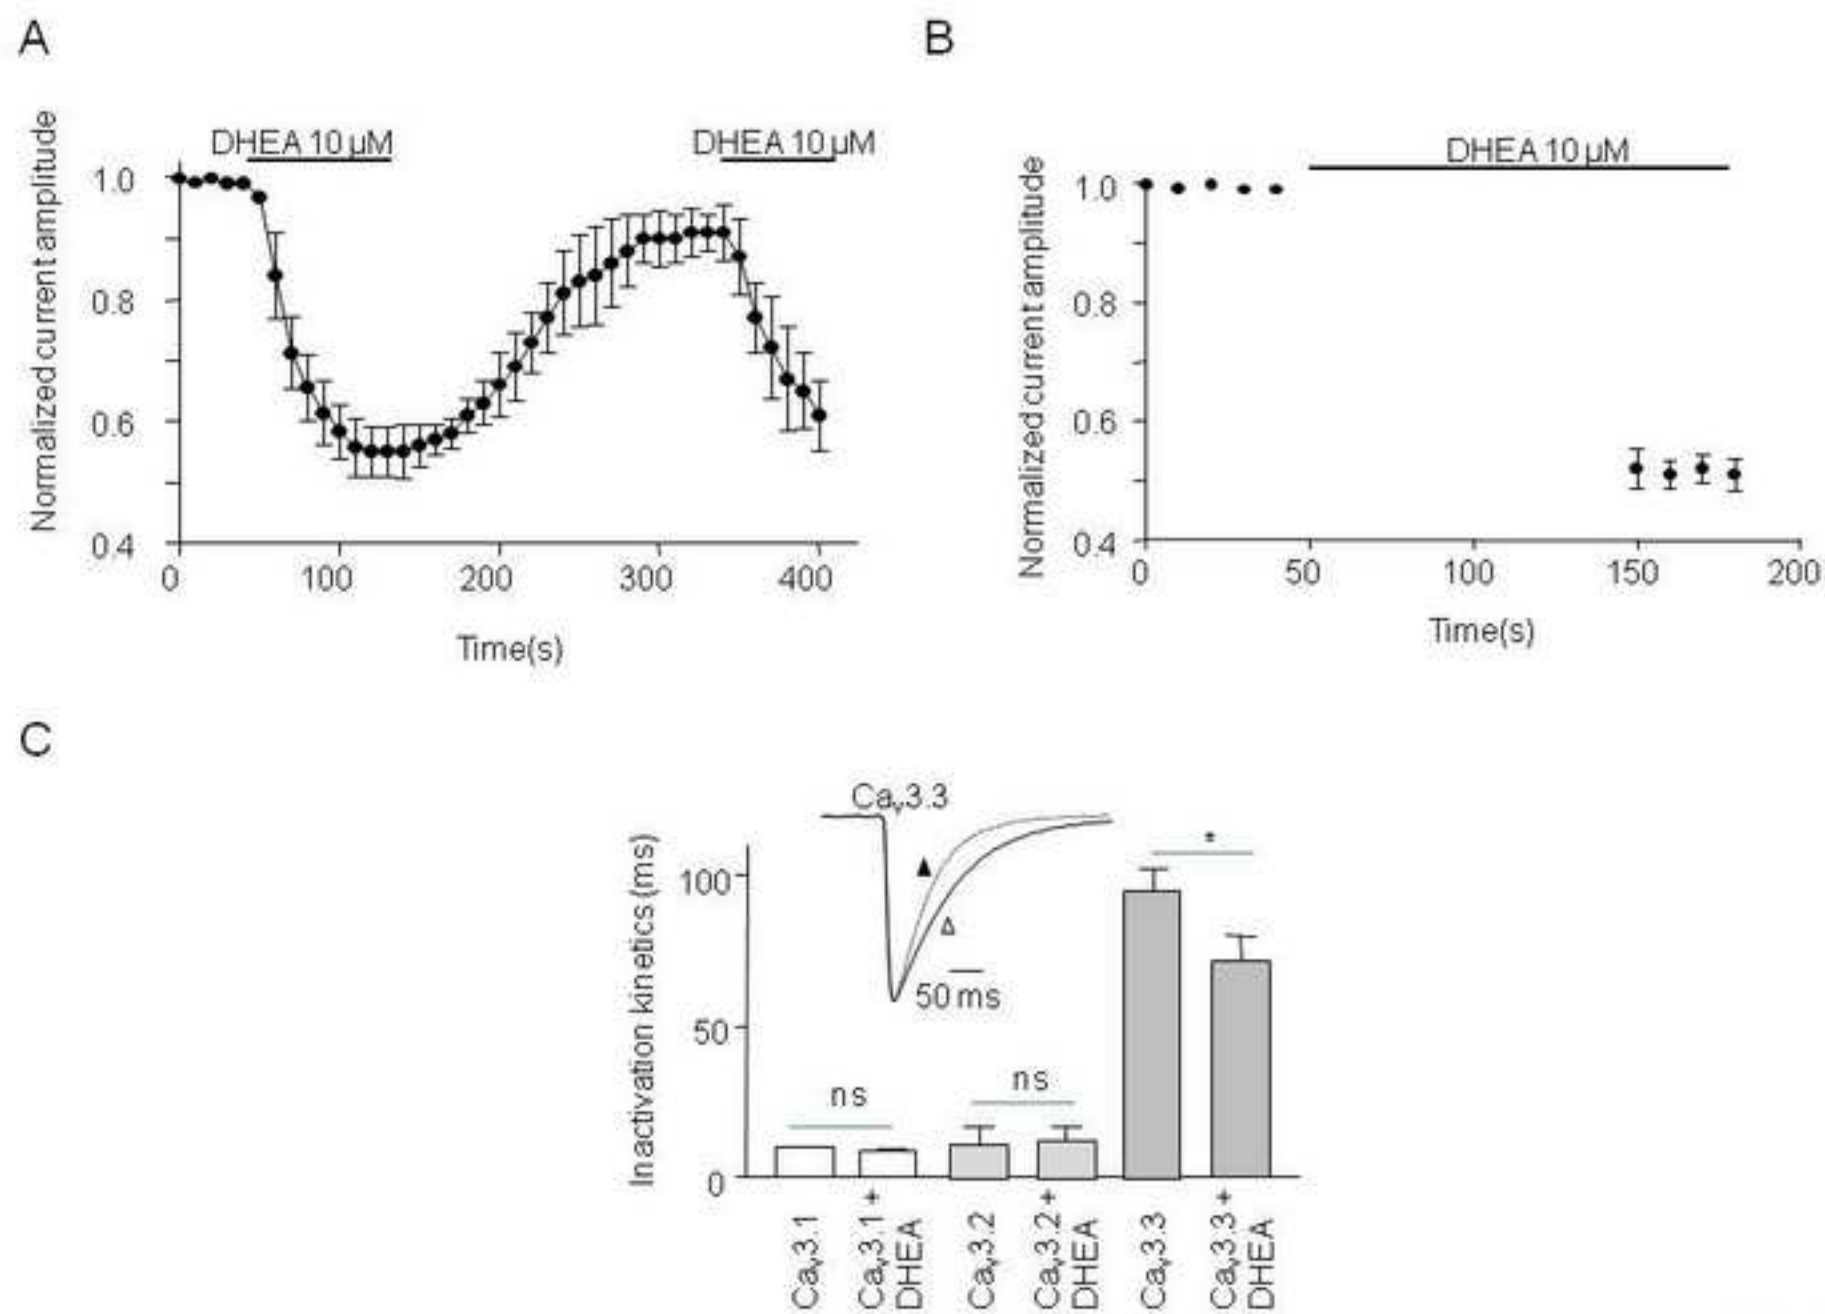 A
B
DHEA 10 µM
DHEA 10 µM
Normalized current amplitude
1.0
0.8
0.6
0.4
0
100
200
300
400
Time(s)
DHEA 10 µM
Normalized current amplitude
1.0
0.8
0.6
0.4
0
50
100
150
200
Time(s)
C
Caᵥ3.3
▲
Δ
50 ms
*
ns
ns
Inactivation kinetics (ms)
100
50
0
Caᵥ3.1
Caᵥ3.1 +
DHEA
Caᵥ3.2
Caᵥ3.2 +
DHEA
Caᵥ3.3
Caᵥ3.3 +
DHEA